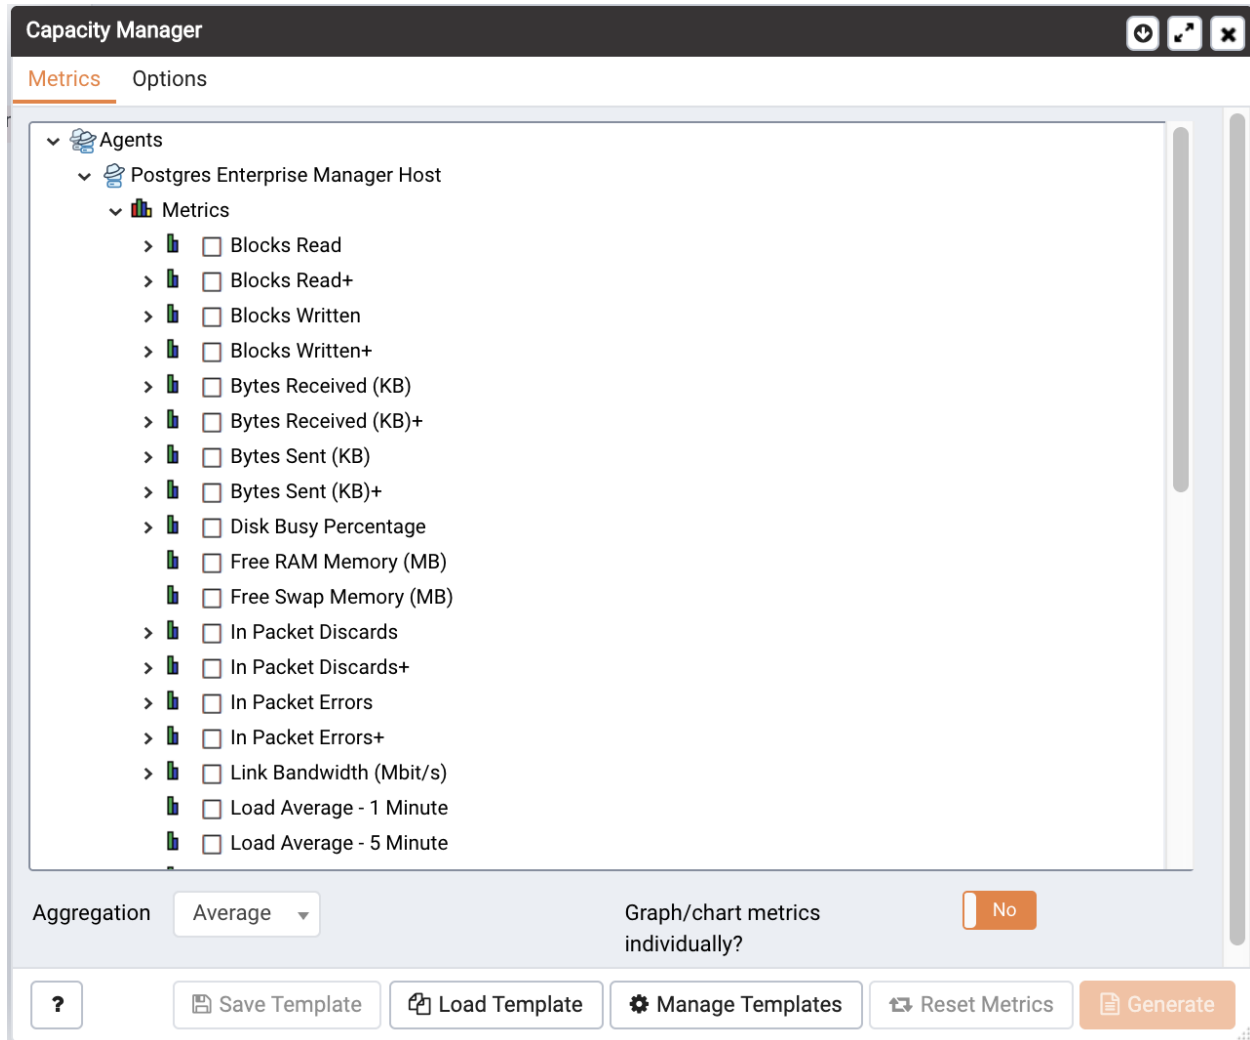 Capacity Manager
Metrics Options
Agents
Postgres Enterprise Manager Host
Metrics
Blocks Read
Blocks Read+
Blocks Written
Blocks Written+
Bytes Received (KB)
Bytes Received (KB)+
Bytes Sent (KB)
Bytes Sent (KB)+
Disk Busy Percentage
Free RAM Memory (MB)
Free Swap Memory (MB)
In Packet Discards
In Packet Discards+
In Packet Errors
In Packet Errors+
Link Bandwidth (Mbit/s)
Load Average - 1 Minute
Load Average - 5 Minute
Aggregation Average Graph/chart metrics No
individually?
? Save Template Load Template Manage Templates Reset Metrics Generate